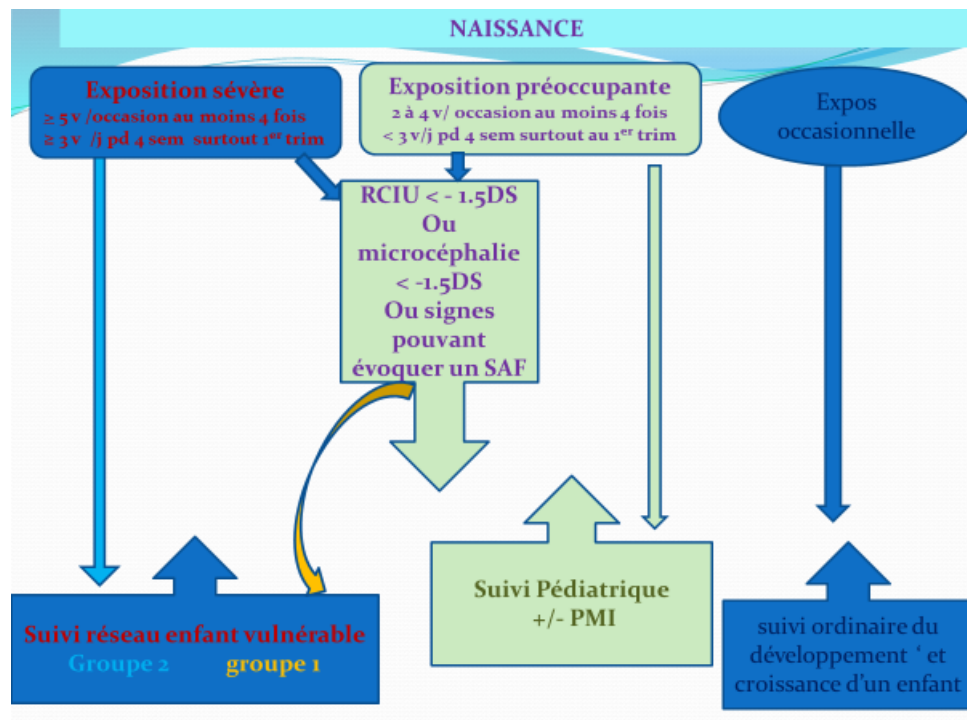 NAISSANCE
Exposition sévère
≥ 5 v /occasion au moins 4 fois
≥ 3 v /j pd 4 sem surtout 1er trim
Exposition préoccupante
2 à 4 v/ occasion au moins 4 fois
< 3 v/j pd 4 sem surtout au 1er trim
Expos
occasionnelle
RCIU < - 1.5DS
Ou
microcéphalie
< -1.5DS
Ou signes
pouvant
évoquer un SAF
Suivi réseau enfant vulnérable
Groupe 2 groupe 1
Suivi Pédiatrique
+/- PMI
suivi ordinaire du
développement ‘ et
croissance d’un enfant